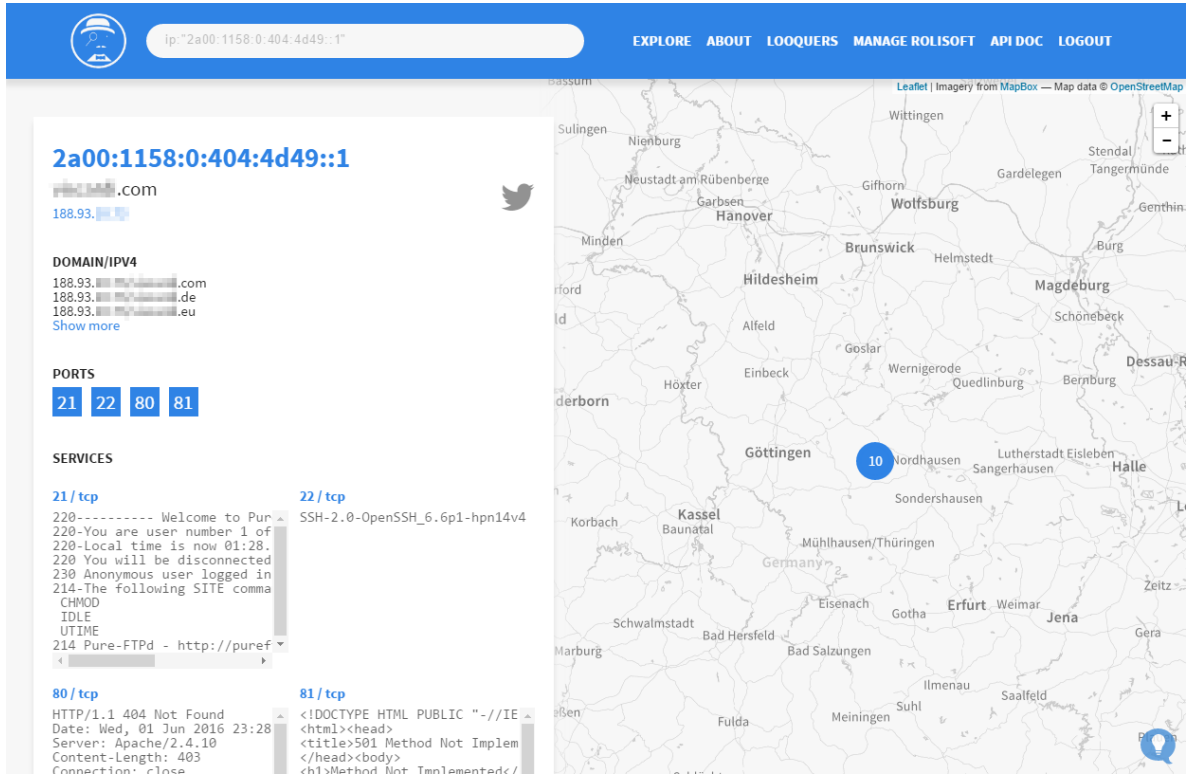 ip:"2a00:1158:0:404:4d49::1"
EXPLORE ABOUT LOOQUERS MANAGE ROLISOFT API DOC LOGOUT
2a00:1158:0:404:4d49::1
.com
188.93.
DOMAIN/IPV4
188.93. .com
188.93. .de
188.93. .eu
Show more
PORTS
21 22 80 81
SERVICES
21 / tcp
220---------- Welcome to Pur
220-You are user number 1 of
220-Local time is now 01:28.
220 You will be disconnected
230 Anonymous user logged in
214-The following SITE comma
CHMOD
IDLE
UTIME
214 Pure-FTPd - http://puref
22 / tcp
SSH-2.0-OpenSSH_6.6p1-hpn14v4
80 / tcp
HTTP/1.1 404 Not Found
Date: Wed, 01 Jun 2016 23:28
Server: Apache/2.4.10
Content-Length: 403
Connection: close
81 / tcp
<!DOCTYPE HTML PUBLIC "-//IE
<html><head>
<title>501 Method Not Implem
</head><body>
<h1>Method Not Implemented</
Leaflet | Imagery from MapBox — Map data © OpenStreetMap
+
-
Bassum
Wittingen
Sulingen
Nienburg
Stendal
Neustadt am Rübenberge
Gifhorn
Gardelegen
Tangermünde
Garbsen
Hanover
Wolfsburg
Genthin
Minden
Brunswick
Helmstedt
Burg
Hildesheim
Magdeburg
rford
ld
Alfeld
Schönebeck
Goslar
Wernigerode
Dessau-R
Höxter
Einbeck
Quedlinburg
Bernburg
derborn
Göttingen
10
Nordhausen
Lutherstadt Eisleben
Sangerhausen
Halle
Sondershausen
Korbach
Kassel
Baunatal
Mühlhausen/Thüringen
Germany
Zeitz
Eisenach
Gotha
Erfurt
Weimar
Jena
Schwalmstadt
Bad Hersfeld
Gera
Marburg
Bad Salzungen
Ilmenau
Saalfeld
eßen
Fulda
Meiningen
Suhl